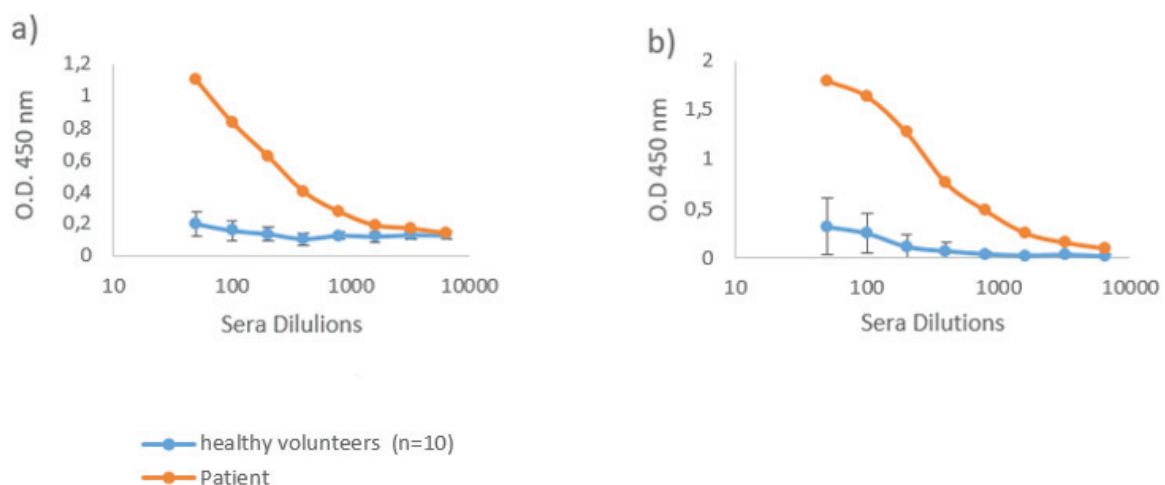 a)
1,2
1
0,8
0,6
0,4
0,2
0
O.D. 450 nm
10 100 1000 10000
Sera Dilulions
b)
2
1,5
1
0,5
0
O.D 450 nm
10 100 1000 10000
Sera Dilutions
healthy volunteers (n=10)
Patient